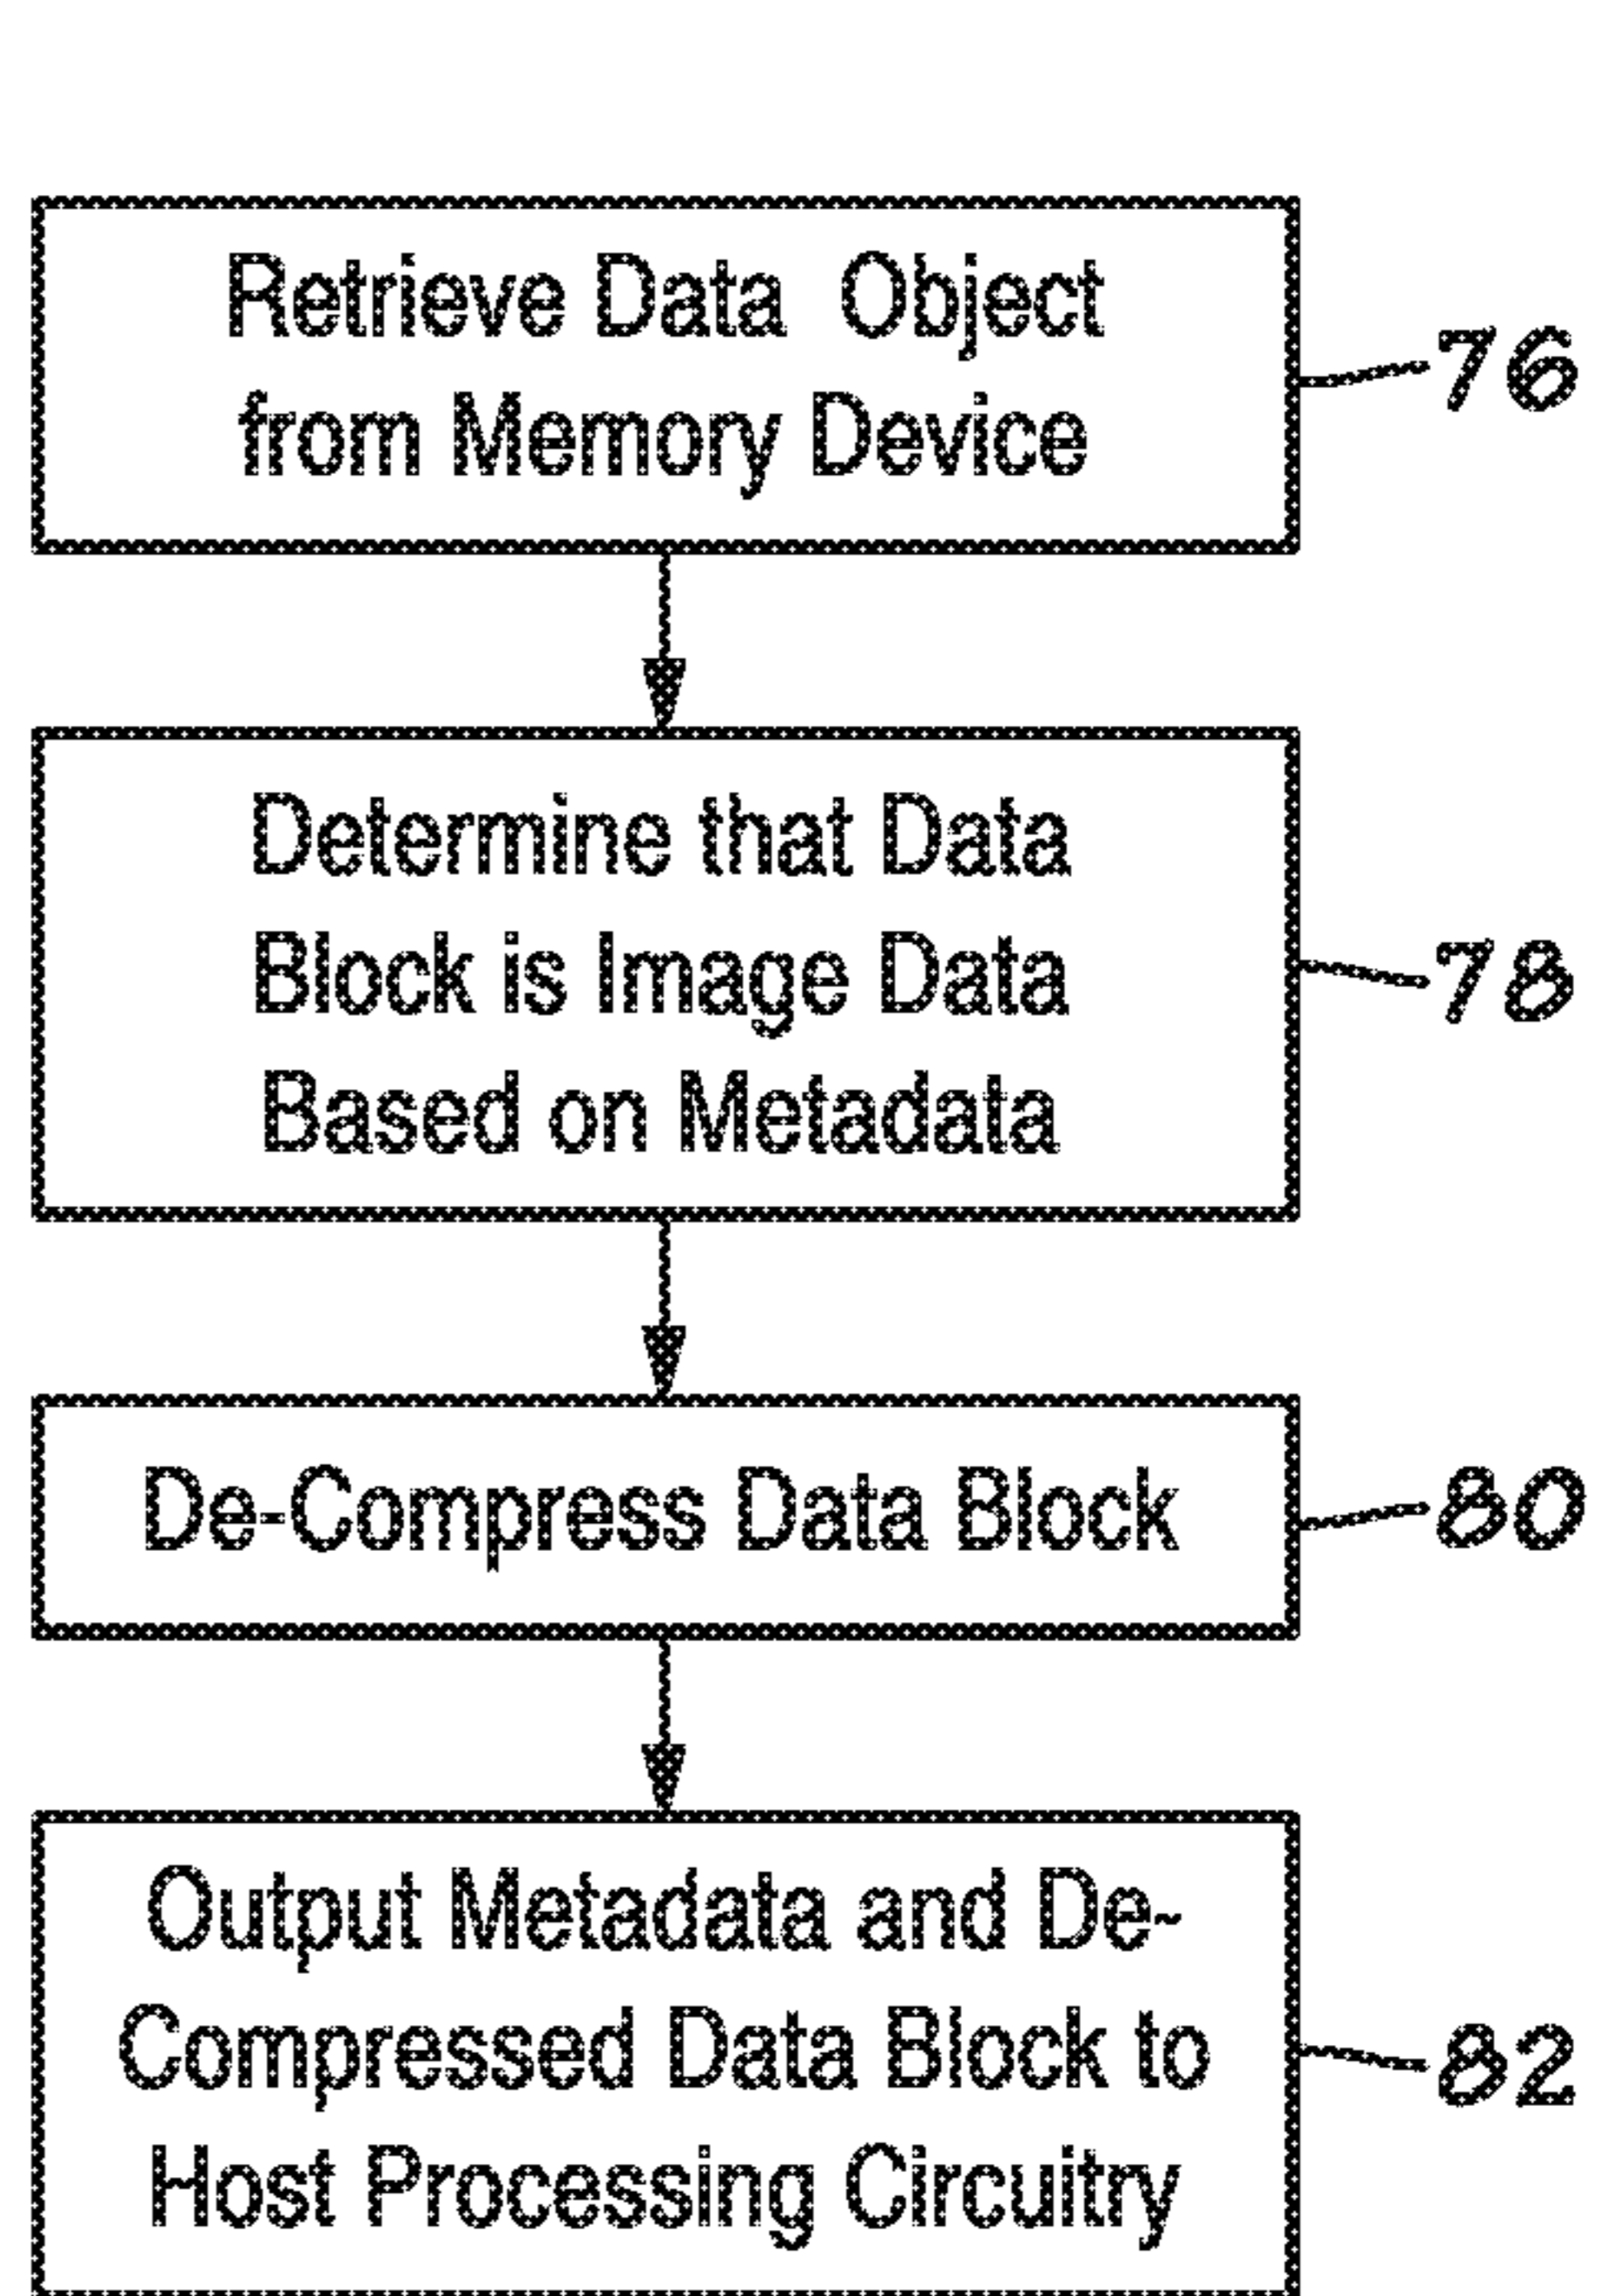 Retrieve Data Object
from Memory Device
76
Determine that Data
Block is Image Data
Based on Metadata
78
De-Compress Data Block
80
Output Metadata and De-
Compressed Data Block to
Host Processing Circuitry
82